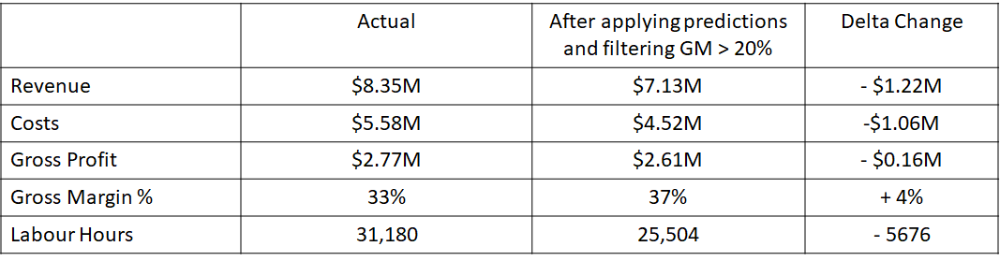 Actual After applying predictions Delta Change
and filtering GM > 20%
Revenue $8.35M $7.13M - $1.22M
Costs $5.58M $4.52M -$1.06M
Gross Profit $2.77M $2.61M - $0.16M
Gross Margin % 33% 37% + 4%
Labour Hours 31,180 25,504 - 5676